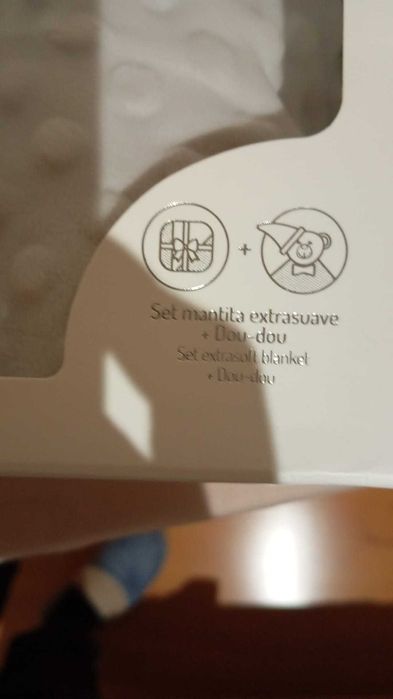 +
Set mantita extrasuave
+ Dou-dou
Set extrasoft blanket
+ Dou-dou